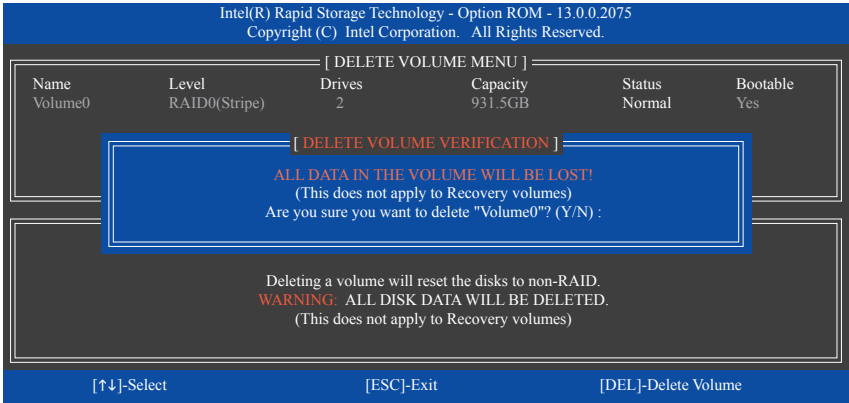 Intel(R) Rapid Storage Technology - Option ROM - 13.0.0.2075
Copyright (C) Intel Corporation. All Rights Reserved.
[ DELETE VOLUME MENU ]
Name Level Drives Capacity Status Bootable
Volume0 RAID0(Stripe) 2 931.5GB Normal Yes
[ DELETE VOLUME VERIFICATION ]
ALL DATA IN THE VOLUME WILL BE LOST!
(This does not apply to Recovery volumes)
Are you sure you want to delete "Volume0"? (Y/N) :
Deleting a volume will reset the disks to non-RAID.
WARNING: ALL DISK DATA WILL BE DELETED.
(This does not apply to Recovery volumes)
[↑↓]-Select [ESC]-Exit [DEL]-Delete Volume